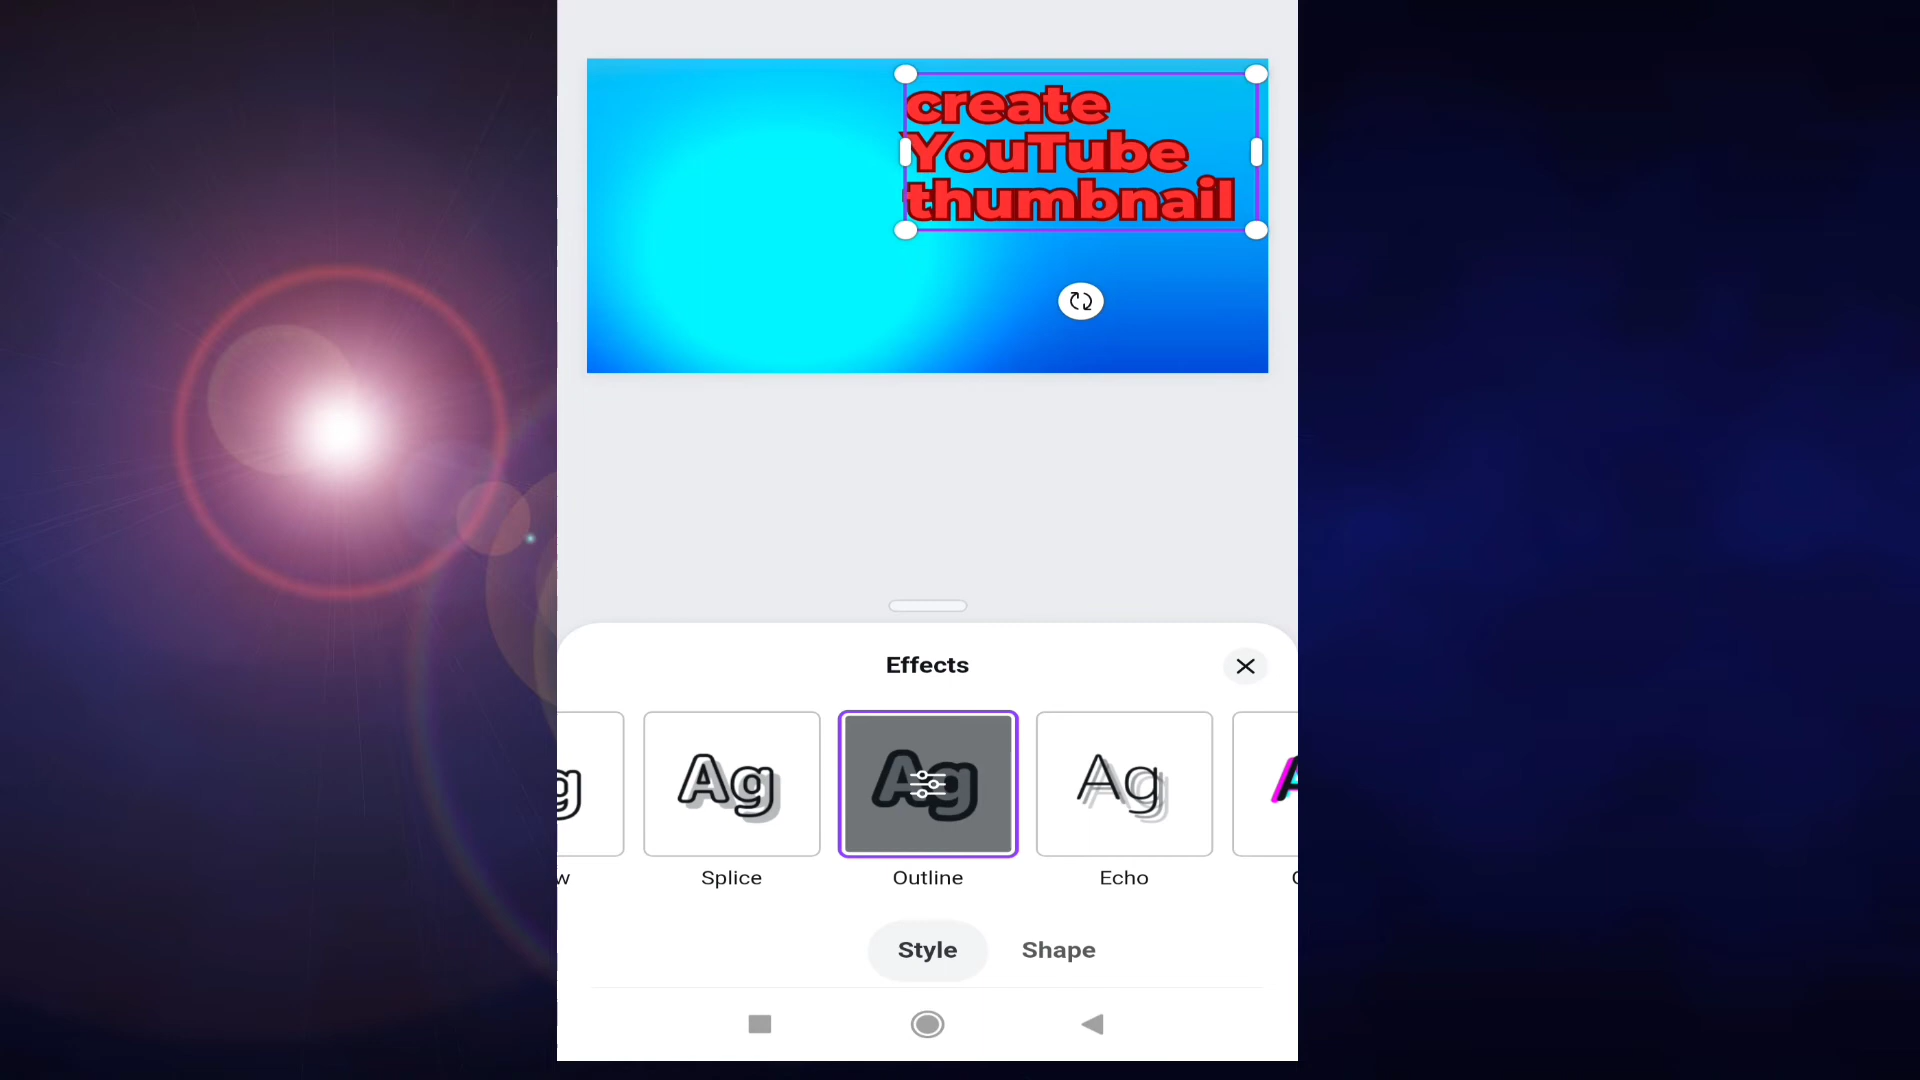 create
YouTube
thumbnail
Effects
g Ag Ag Ag
w Splice Outline Echo
Style Shape